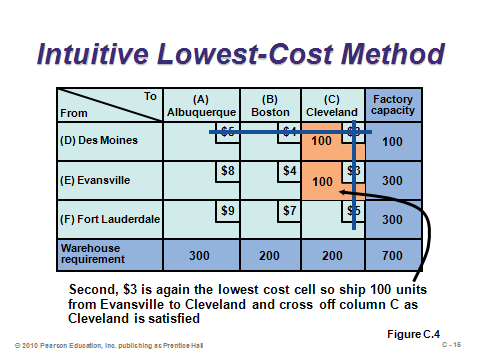 Intuitive Lowest-Cost Method
To
From
(A)
Albuquerque
(B)
Boston
(C)
Cleveland
Factory
capacity
(D) Des Moines
$5
$4
100
$3
100
(E) Evansville
$8
$4
100
$3
300
(F) Fort Lauderdale
$9
$7
$5
300
Warehouse
requirement
300
200
200
700
Second, $3 is again the lowest cost cell so ship 100 units
from Evansville to Cleveland and cross off column C as
Cleveland is satisfied
Figure C.4
© 2010 Pearson Education, Inc. publishing as Prentice Hall
C - 15